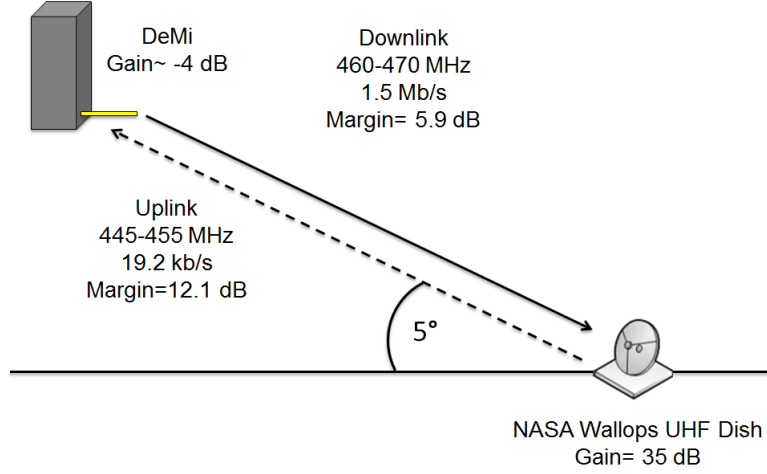 DeMi
Gain~ -4 dB
Downlink
460-470 MHz
1.5 Mb/s
Margin= 5.9 dB
Uplink
445-455 MHz
19.2 kb/s
Margin=12.1 dB
5°
NASA Wallops UHF Dish
Gain= 35 dB